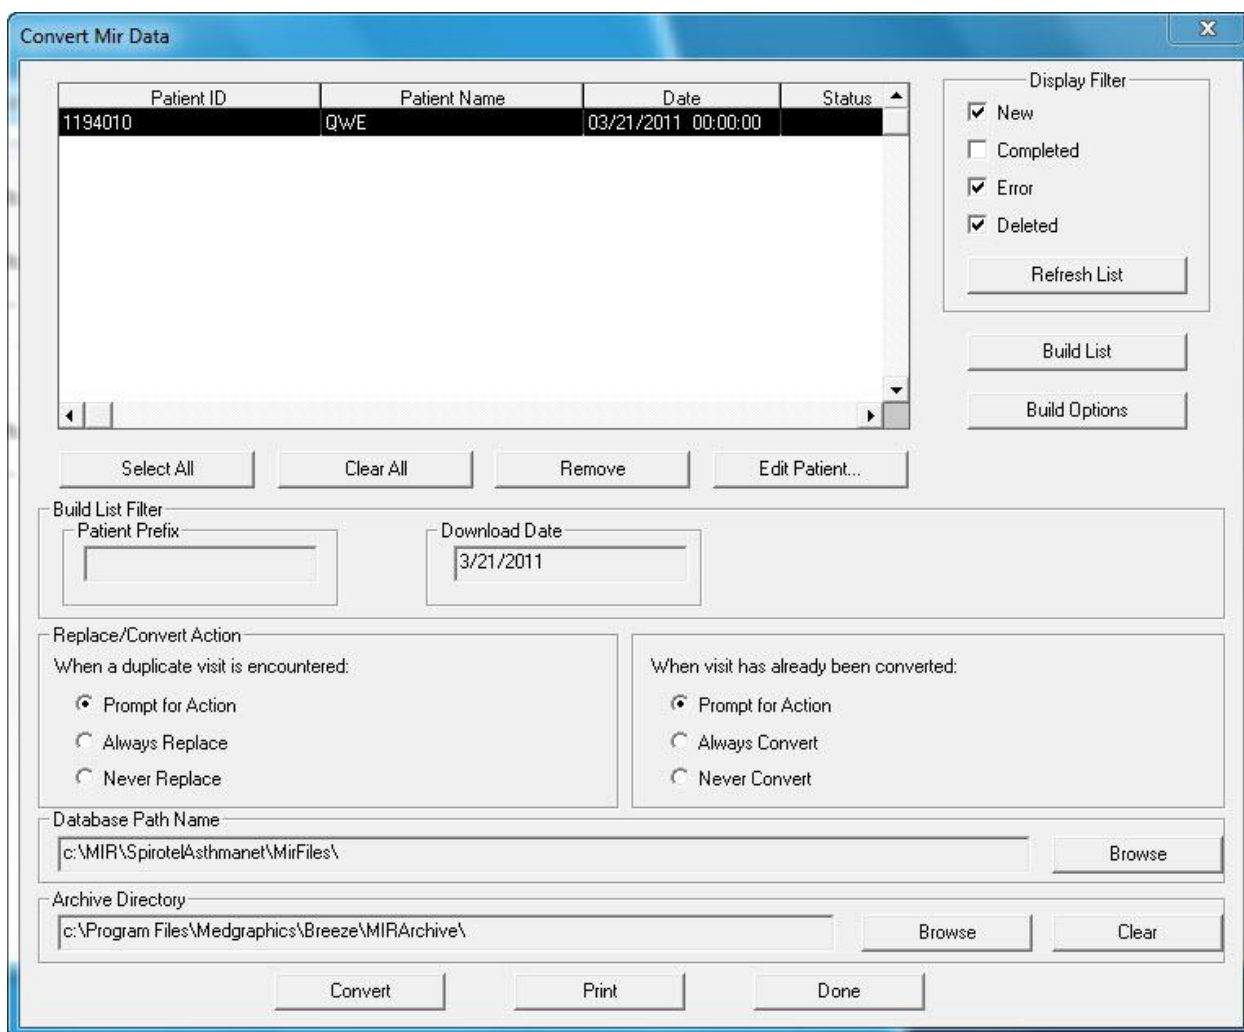 Convert Mir Data
X
Patient ID Patient Name Date Status
1194010 QWE 03/21/2011 00:00:00
Display Filter
New
Completed
Error
Deleted
Refresh List
Build List
Build Options
Select All Clear All Remove Edit Patient...
Build List Filter
Patient Prefix Download Date
3/21/2011
Replace/Convert Action
When a duplicate visit is encountered: When visit has already been converted:
Prompt for Action Prompt for Action
Always Replace Always Convert
Never Replace Never Convert
Database Path Name
c:\MIR\SpirotelAsthmanet\MirFiles\ Browse
Archive Directory
c:\Program Files\Medgraphics\Breeze\MIRArchive\ Browse Clear
Convert Print Done